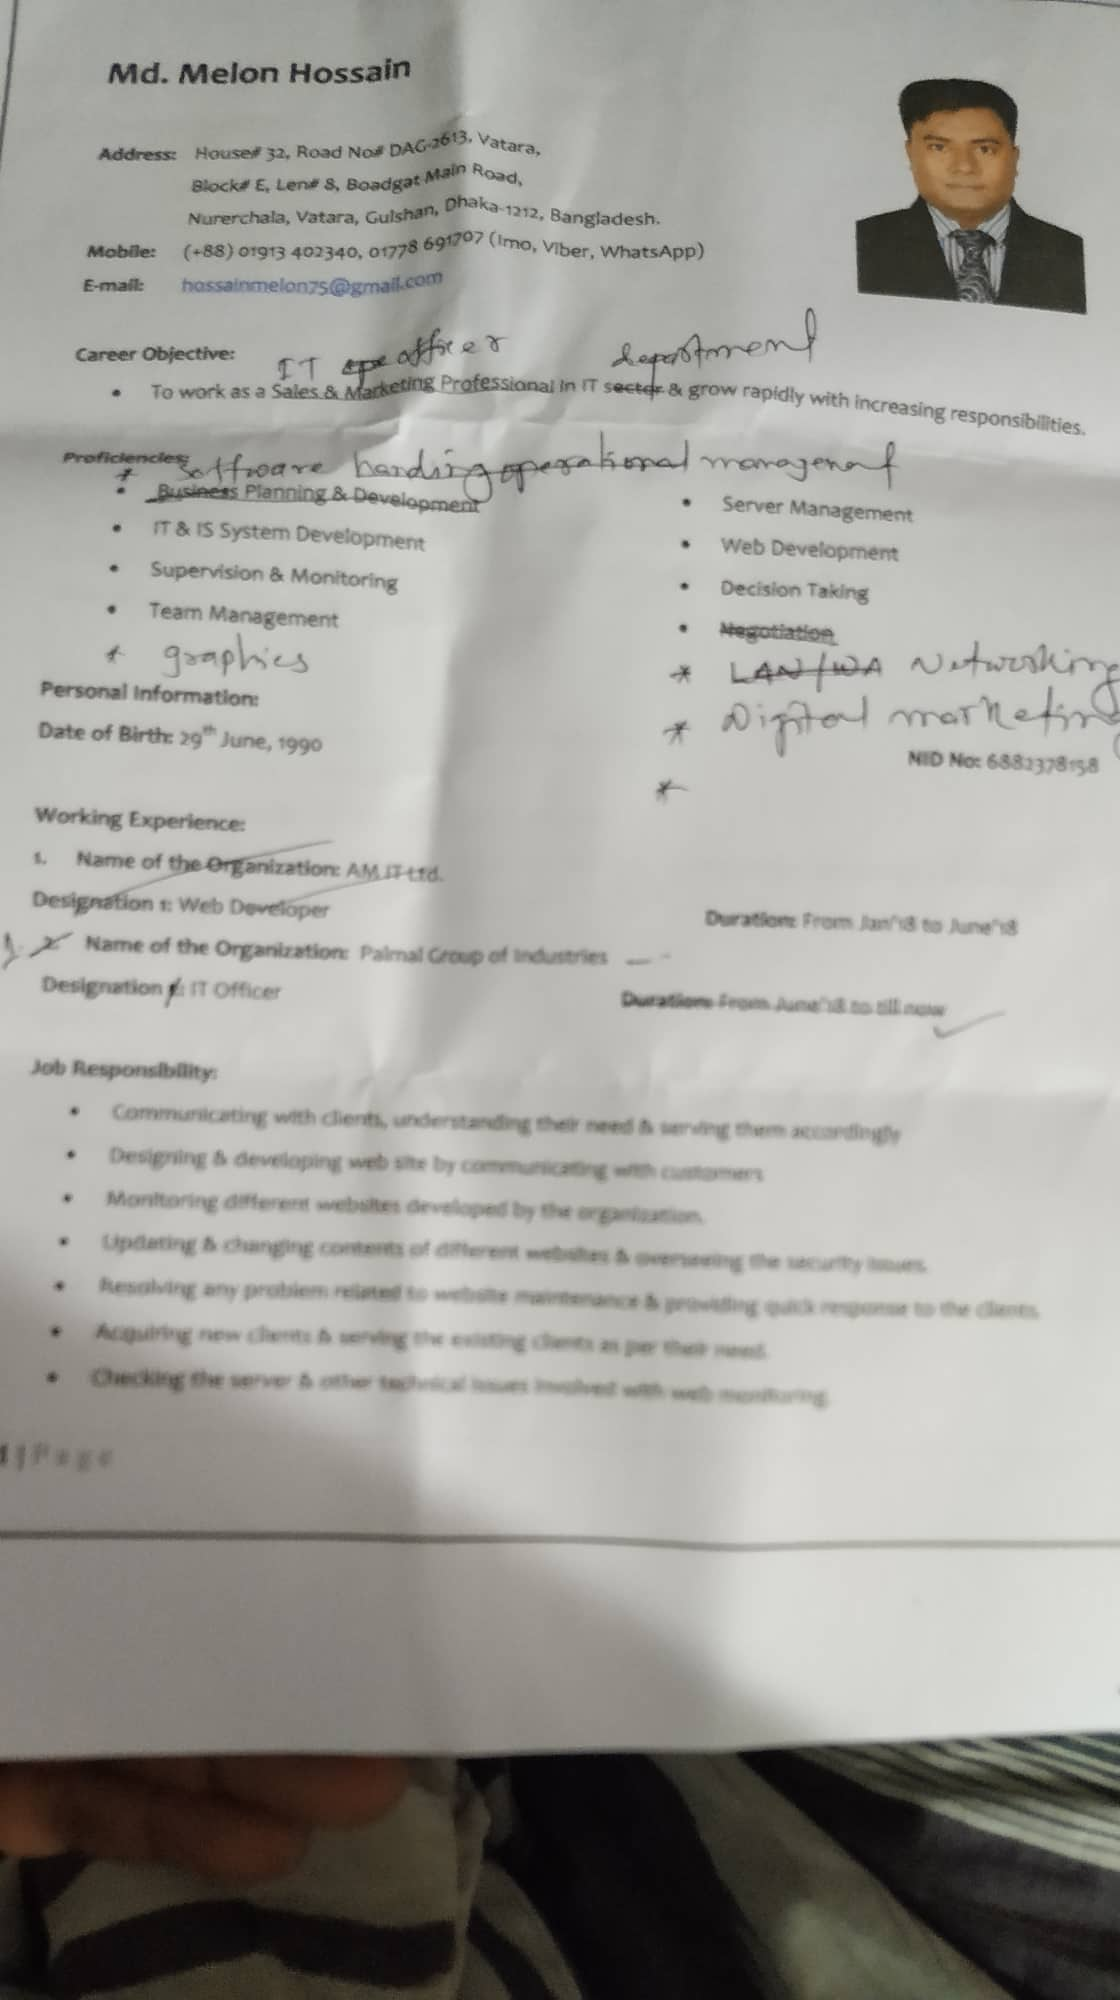 Md. Melon Hossain
Address: House# 32, Road No# DAG-2613, Vatara,
Block# E, Len# 8, Boadgat Main Road,
Nurerchala, Vatara, Gulshan, Dhaka-1212, Bangladesh.
Mobile: (+88) 01913 402340, 01778 691707 (Imo, Viber, WhatsApp)
E-mail: hossainmelon75@gmail.com
Career Objective:
IT officer department
• To work as a Sales & Marketing Professional in IT sector & grow rapidly with increasing responsibilities.
Proficiencies:
* Software handing operational managenent
• Business Planning & Development
• Server Management
• IT & IS System Development
• Web Development
• Supervision & Monitoring
• Decision Taking
• Team Management
• Negotiation
* graphics
* LAN/WA Networking
Personal Information:
* Digital marketing
Date of Birth: 29th June, 1990
NID No: 6882378158
*
Working Experience:
1. Name of the Organization: AM IT Ltd.
Designation 1: Web Developer
Duration: From Jan'18 to June'18
1. 2. Name of the Organization: Palmal Group of Industries
Designation : IT Officer
Duration: From June'18 to till now
Job Responsibility:
• Communicating with clients, understanding their need & serving them accordingly
• Designing & developing web site by communicating with customers
• Monitoring different websites developed by the organization.
• Updating & changing contents of different websites & overseeing the security issues.
• Resolving any problem related to website maintenance & providing quick response to the clients.
• Acquiring new clients & serving the existing clients as per their need.
• Checking the server & other technical issues involved with web monitoring.
1 | Page